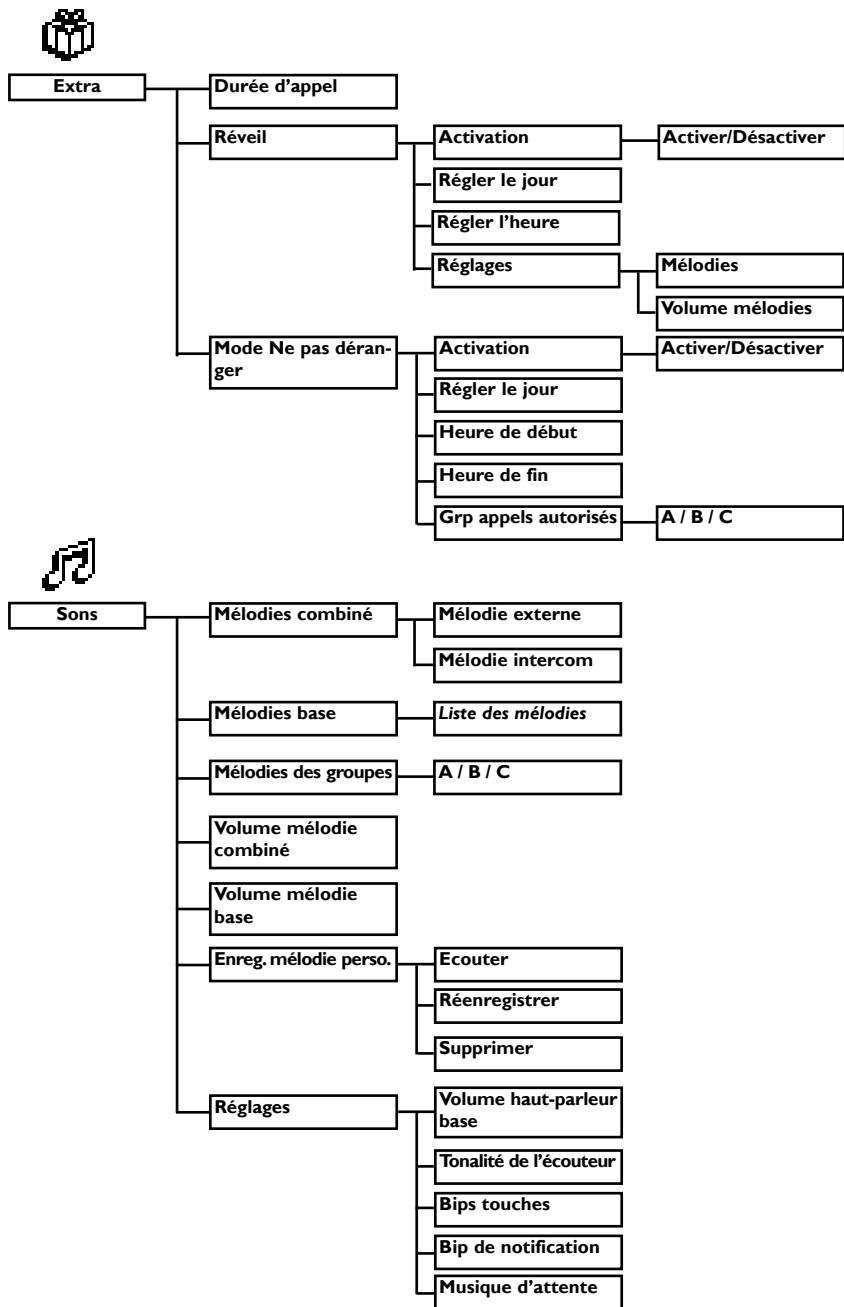 Extra
Durée d'appel
Réveil
Activation
Activer/Désactiver
Régler le jour
Régler l'heure
Réglages
Mélodies
Volume mélodies
Mode Ne pas déran-
ger
Activation
Activer/Désactiver
Régler le jour
Heure de début
Heure de fin
Grp appels autorisés
A / B / C
Sons
Mélodies combiné
Mélodie externe
Mélodie intercom
Mélodies base
Liste des mélodies
Mélodies des groupes
A / B / C
Volume mélodie
combiné
Volume mélodie
base
Enreg. mélodie perso.
Ecouter
Réenregistrer
Supprimer
Réglages
Volume haut-parleur
base
Tonalité de l'écouteur
Bips touches
Bip de notification
Musique d'attente